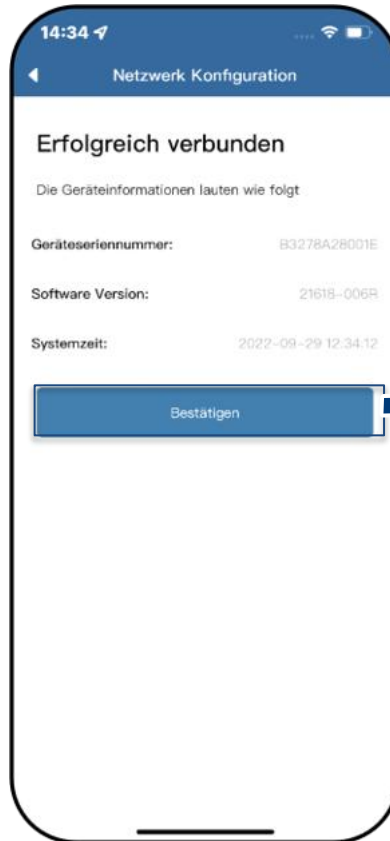 14:34
Netzwerk Konfiguration
Erfolgreich verbunden
Die Geräteinformationen lauten wie folgt
Geräteseriennummer: B3278A28001E
Software Version: 21618-006R
Systemzeit: 2022-09-29 12.34.12
Bestätigen